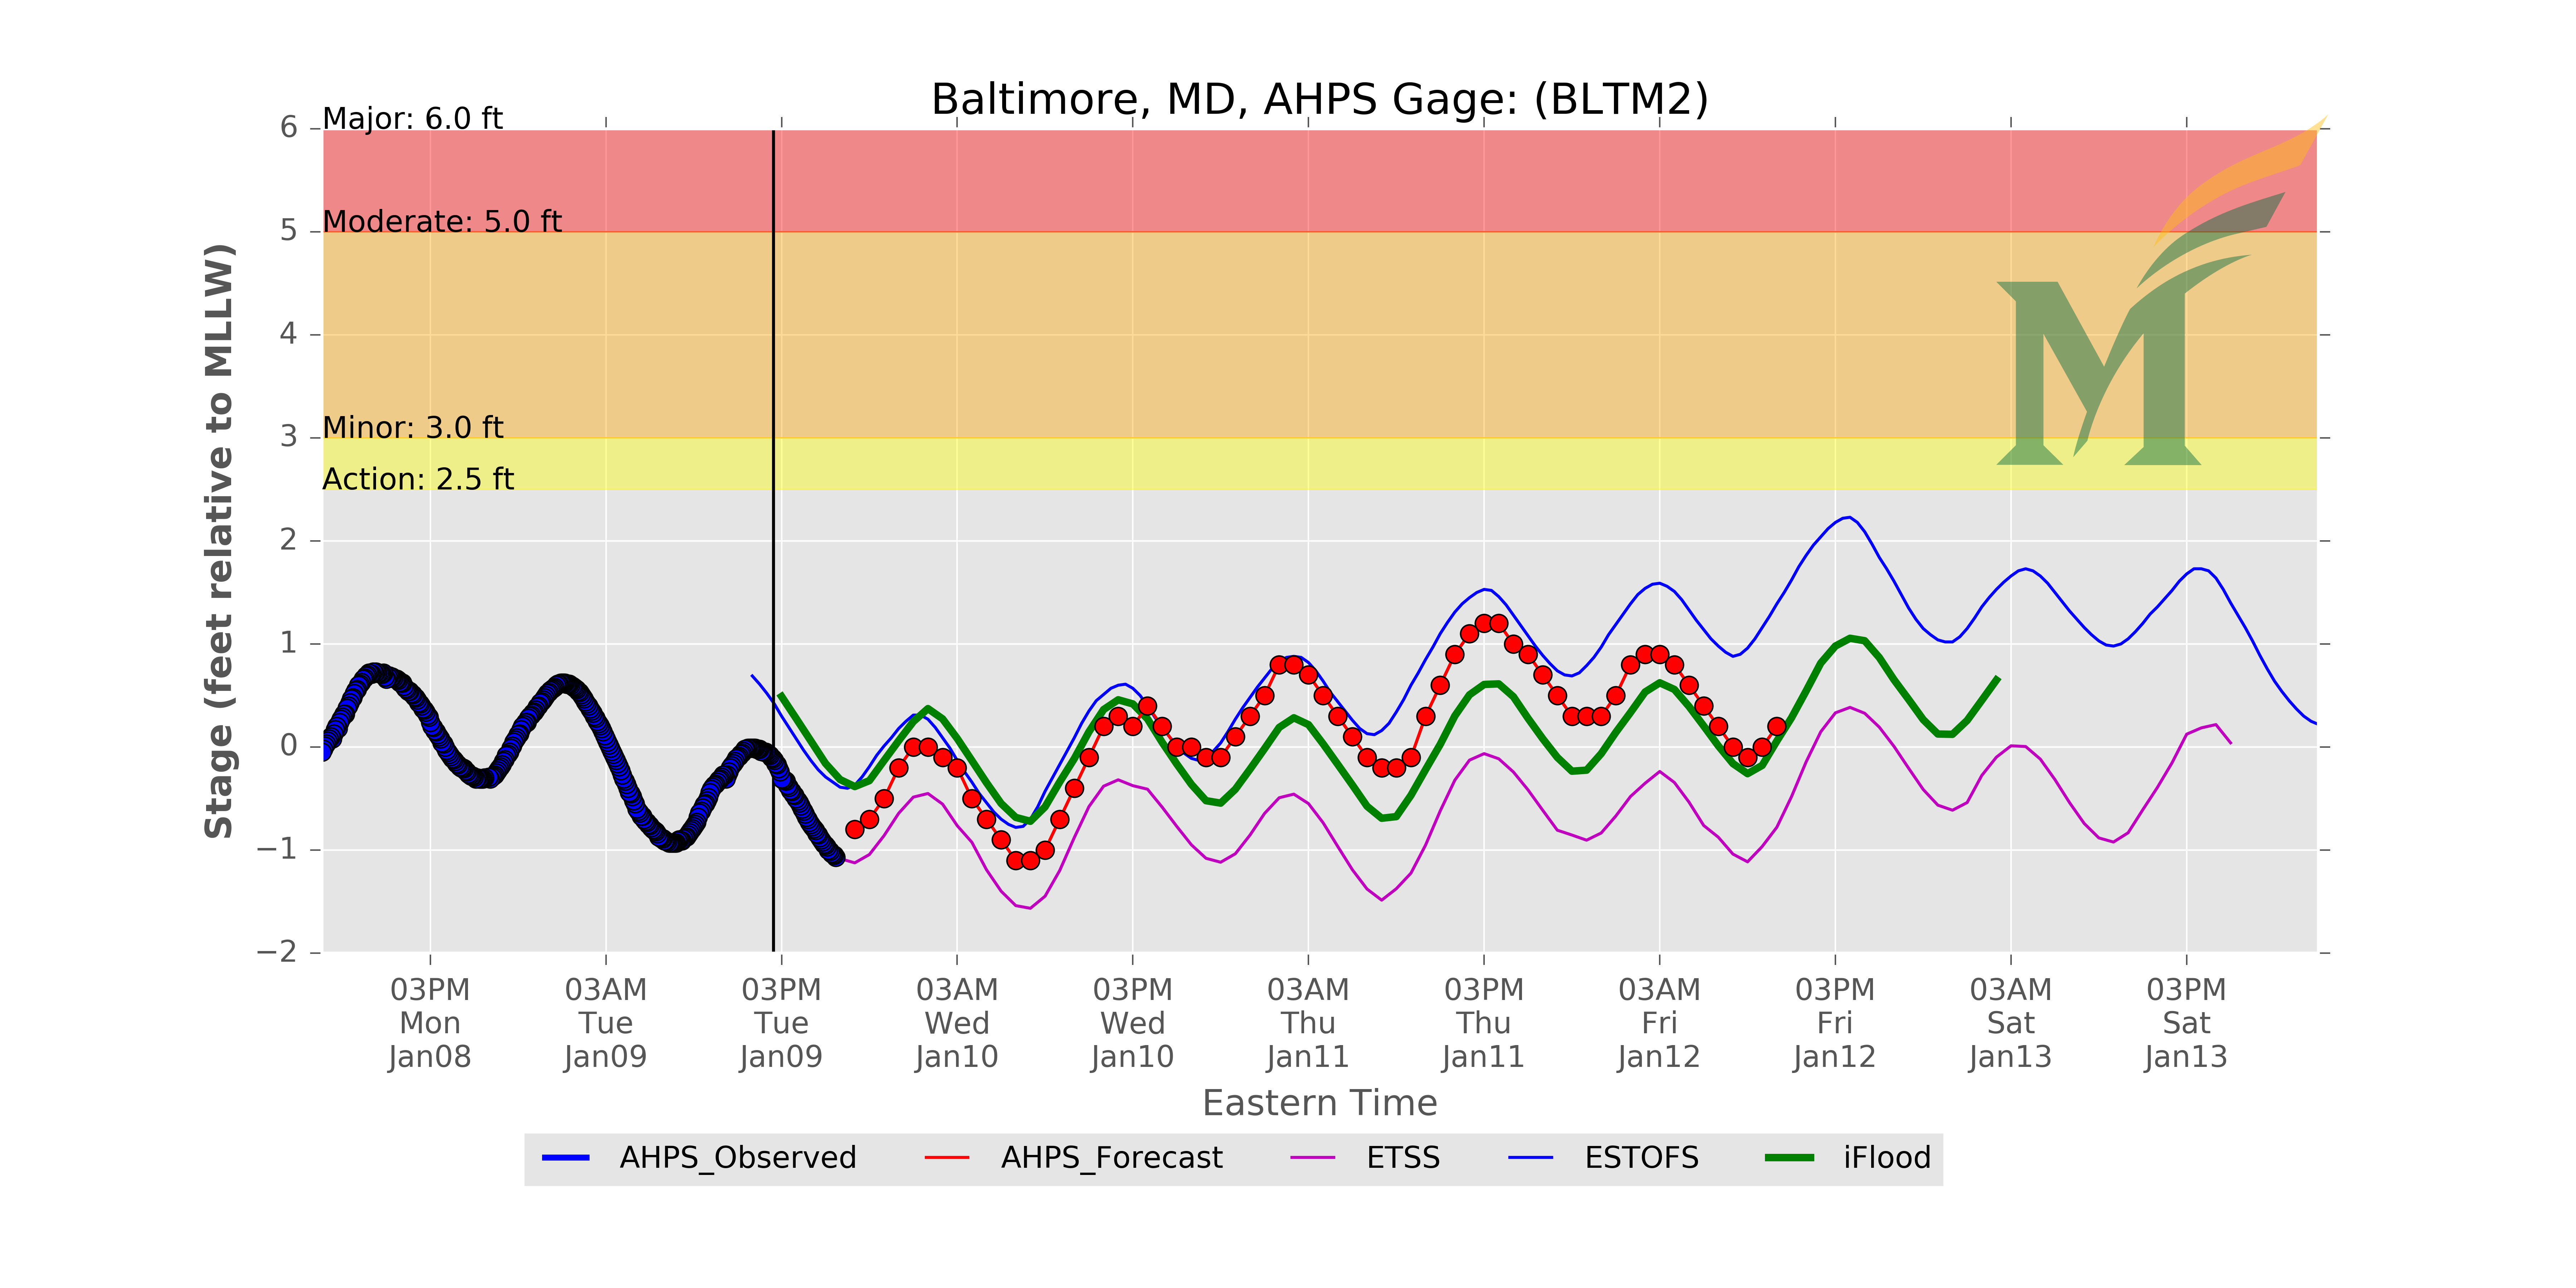 Baltimore, MD, AHPS Gage: (BLTM2)
Major: 6.0 ft
Moderate: 5.0 ft
Minor: 3.0 ft
Action: 2.5 ft
6
5
4
3
2
1
0
−1
−2
Stage (feet relative to MLLW)
03PM Mon Jan08
03AM Tue Jan09
03PM Tue Jan09
03AM Wed Jan10
03PM Wed Jan10
03AM Thu Jan11
03PM Thu Jan11
03AM Fri Jan12
03PM Fri Jan12
03AM Sat Jan13
03PM Sat Jan13
Eastern Time
AHPS_Observed AHPS_Forecast ETSS ESTOFS iFlood
M